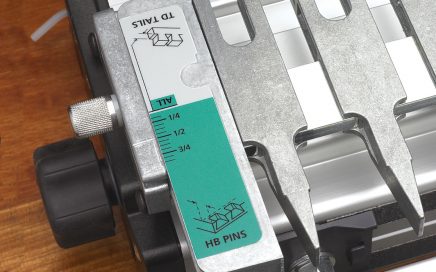 TD TAILS
ALL
1/4
1/2
3/4
HB PINS